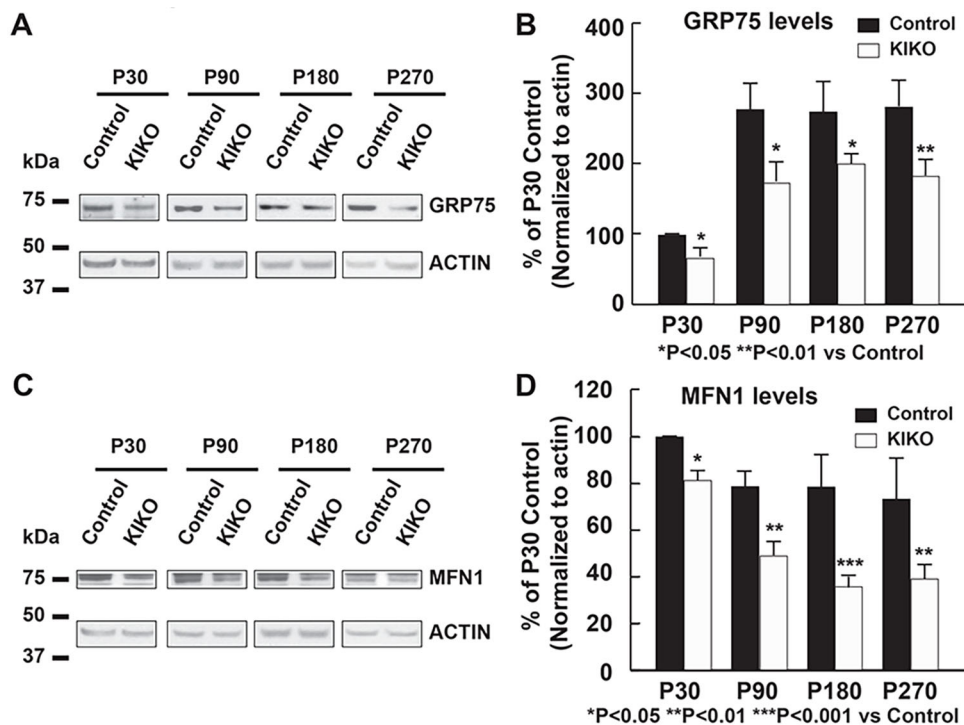 A
P30 P90 P180 P270
Control KIKO Control KIKO Control KIKO Control KIKO
kDa
75
GRP75
50
ACTIN
37
B
GRP75 levels
Control
KIKO
% of P30 Control
(Normalized to actin)
400
300
200
100
0
* * * **
P30 P90 P180 P270
*P<0.05 **P<0.01 vs Control
C
P30 P90 P180 P270
Control KIKO Control KIKO Control KIKO Control KIKO
kDa
75
MFN1
50
ACTIN
37
D
MFN1 levels
Control
KIKO
% of P30 Control
(Normalized to actin)
120
100
80
60
40
20
0
* ** *** **
P30 P90 P180 P270
*P<0.05 **P<0.01 ***P<0.001 vs Control